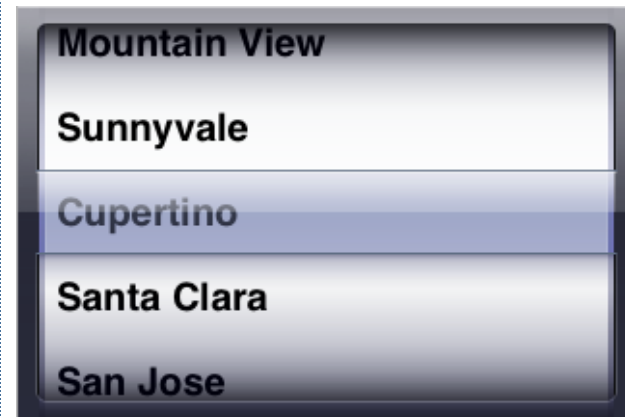 Mountain View
Sunnyvale
Cupertino
Santa Clara
San Jose